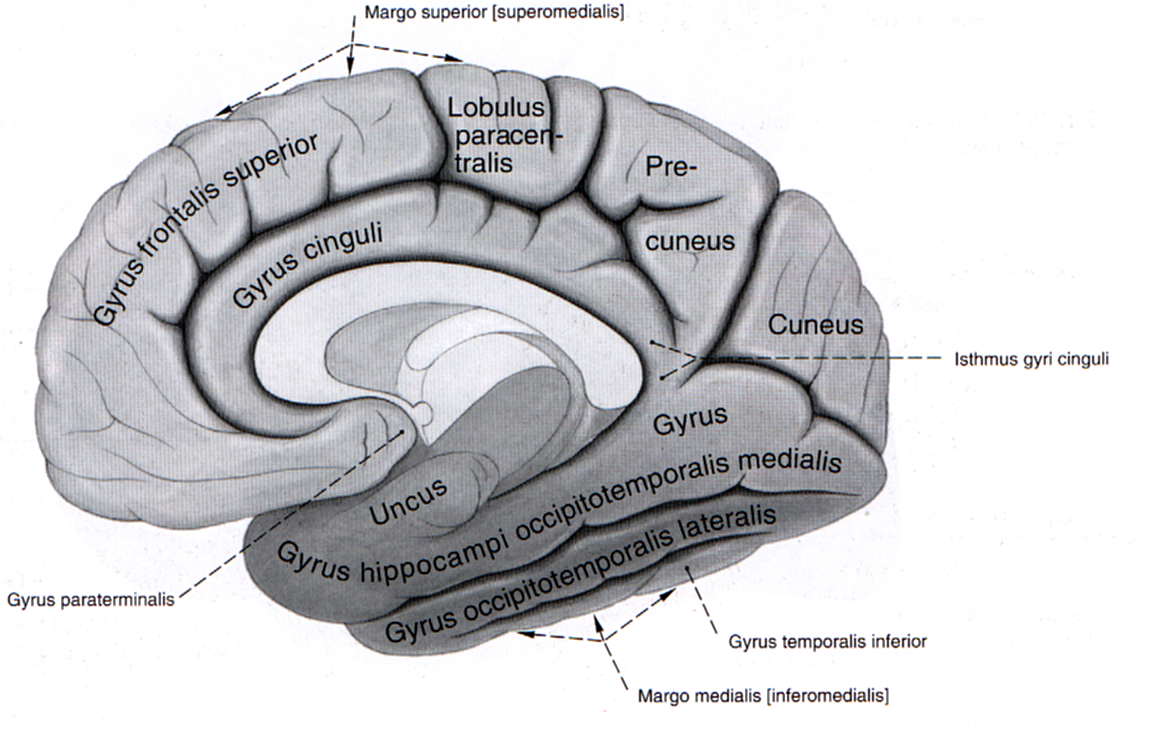 Margo superior [superomedialis]
Lobulus
paracen-
tralis
Pre-
cuneus
Gyrus frontalis superior
Gyrus cinguli
Cuneus
Isthmus gyri cinguli
Gyrus
occipitotemporalis medialis
Uncus
Gyrus hippocampi
Gyrus occipitotemporalis lateralis
Gyrus paraterminalis
Gyrus temporalis inferior
Margo medialis [inferomedialis]